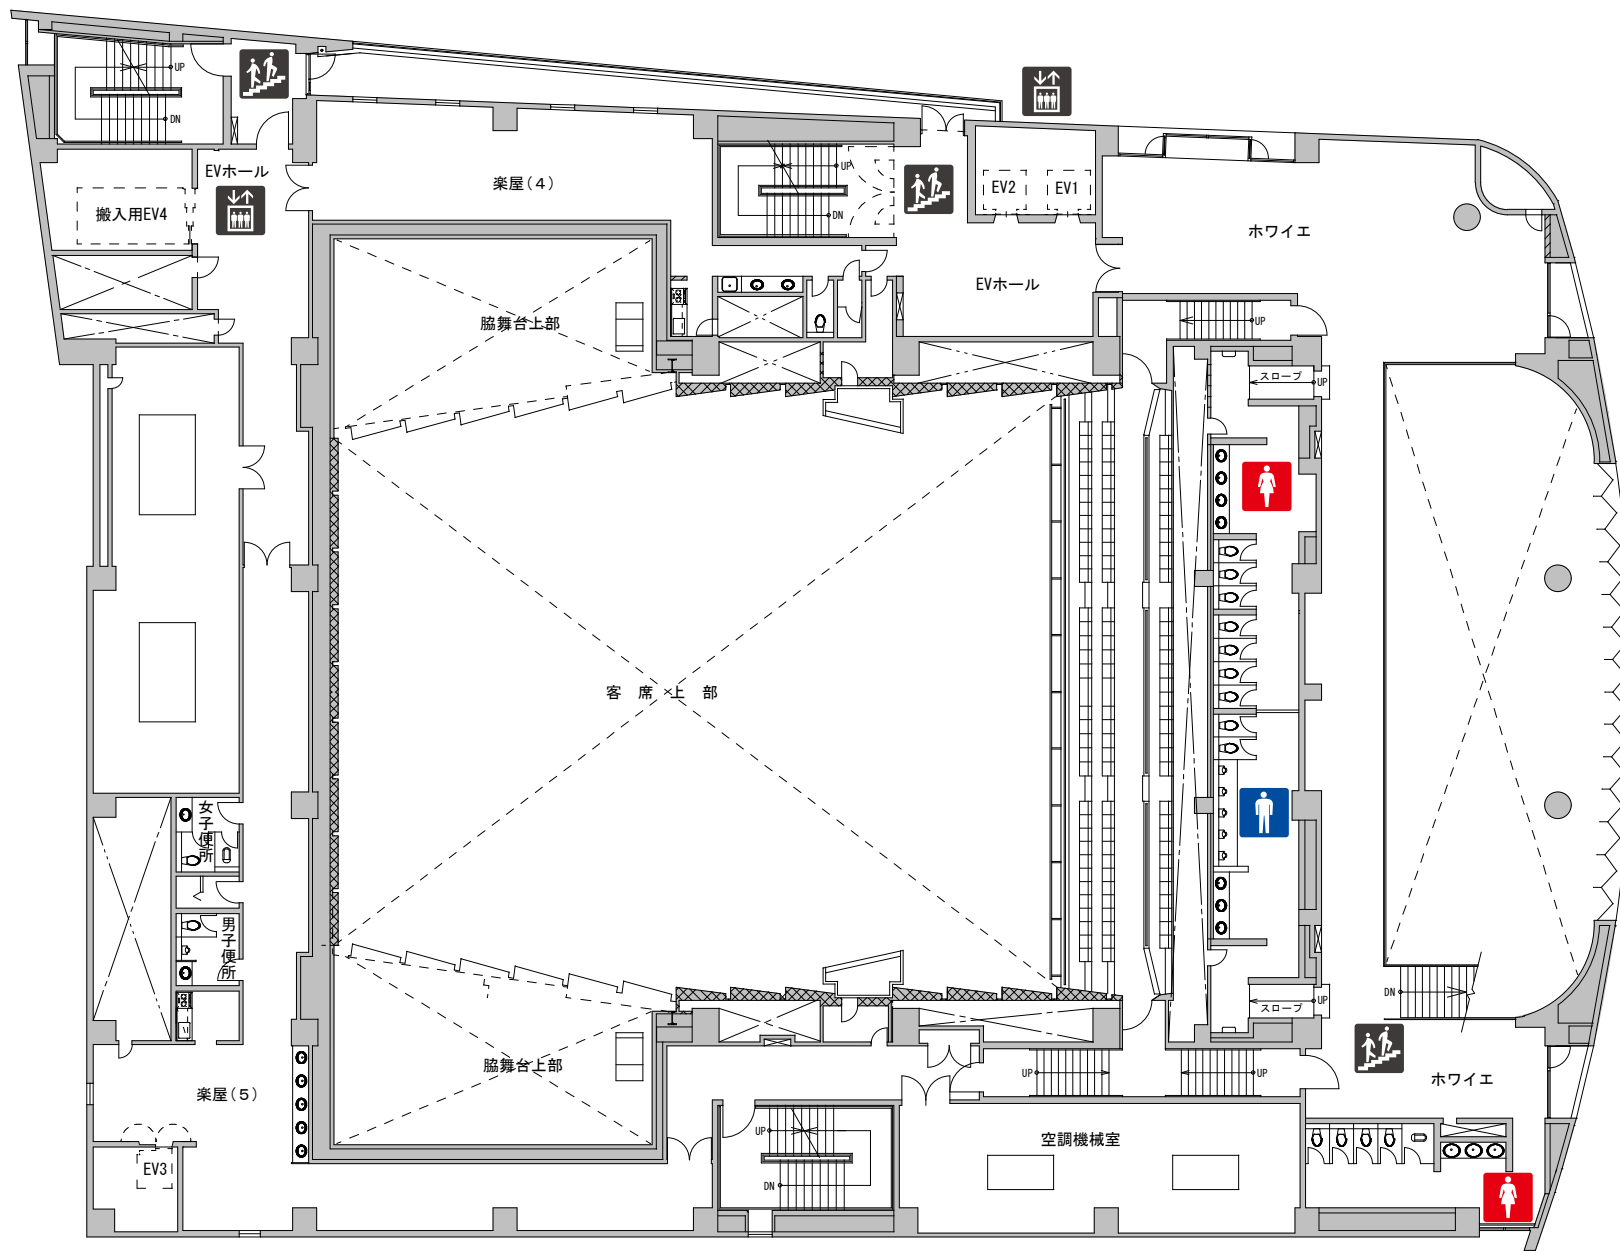 UP
DN
EVホール
搬入用EV4
楽屋(4)
UP
DN
EV2
EV1
ホワイエ
EVホール
脇舞台上部
UP
スロープ
UP
客席上部
女子便所
男子便所
DN
UP
スロープ
脇舞台上部
UP
UP
ホワイエ
楽屋(5)
UP
DN
空調機械室
EV3